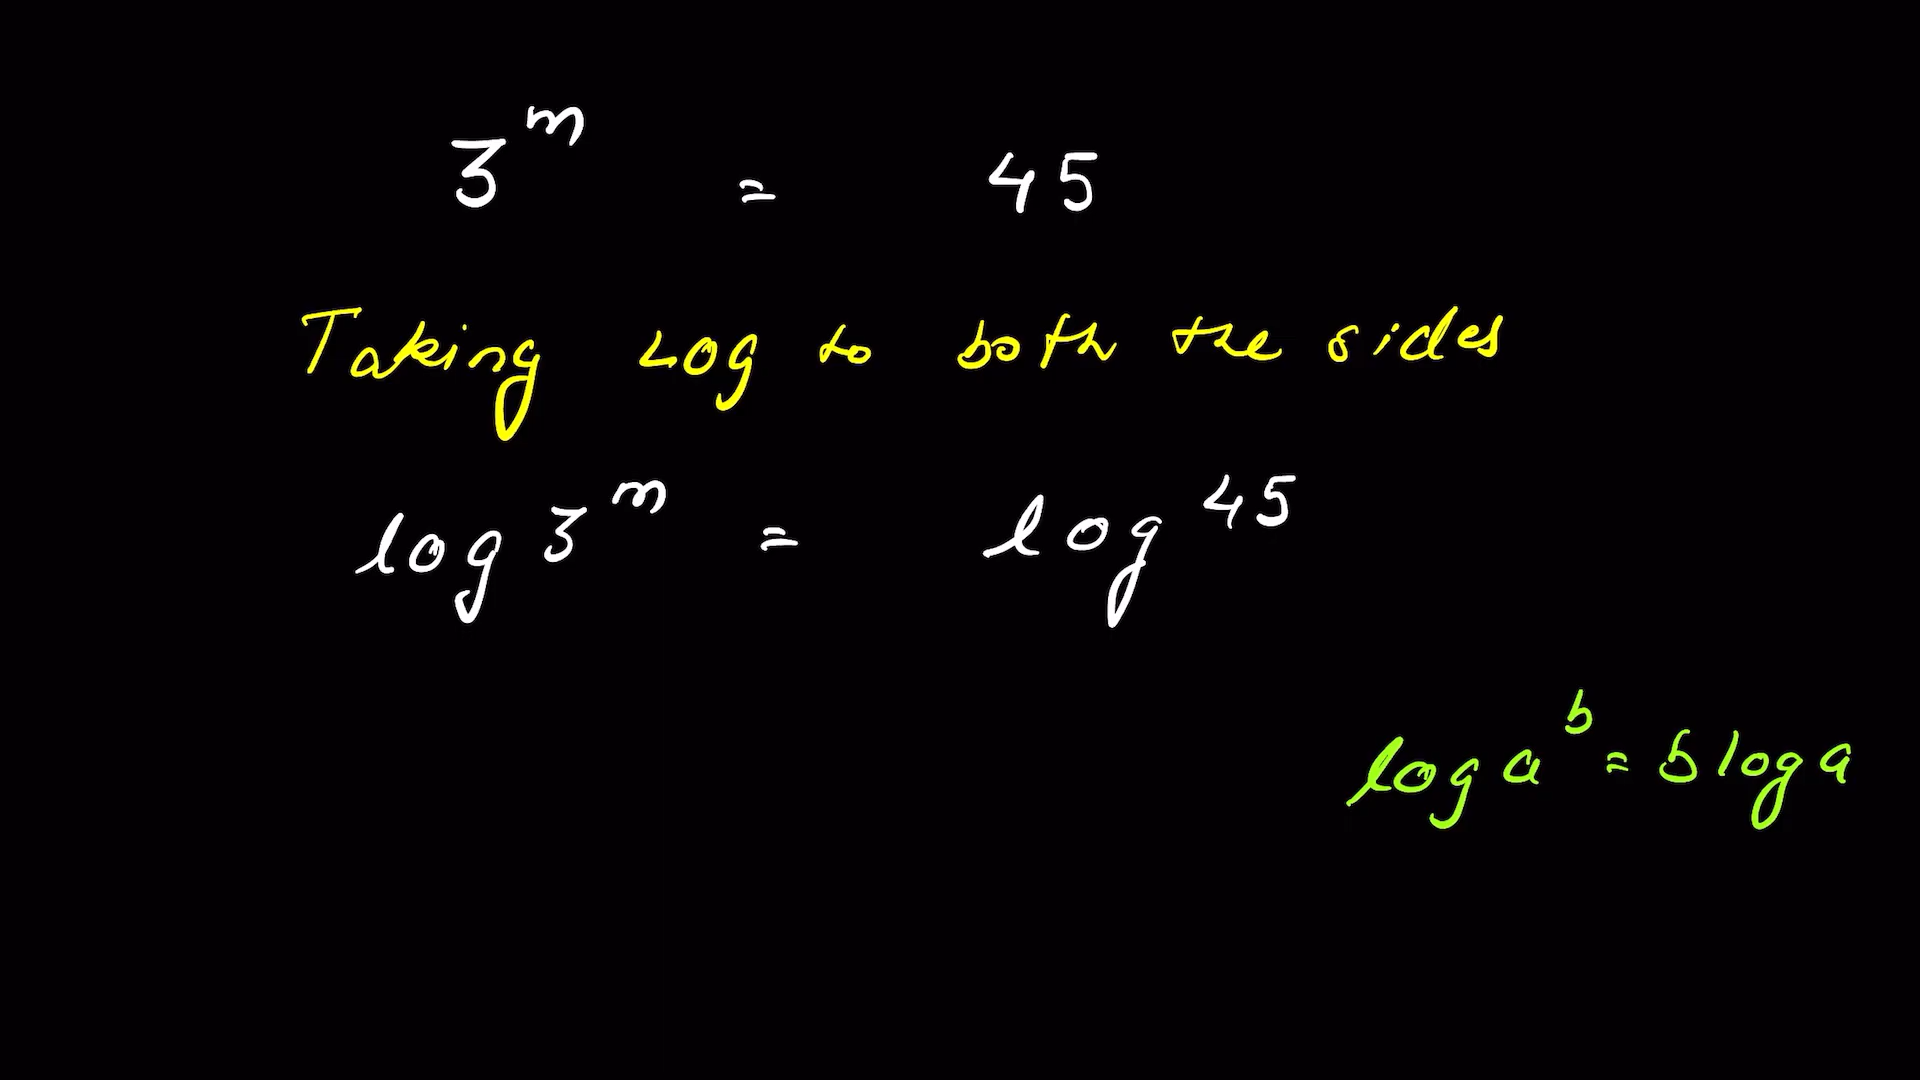 3^m = 45
Taking Log to both the sides
log 3^m = log 45
log a^b = b log a